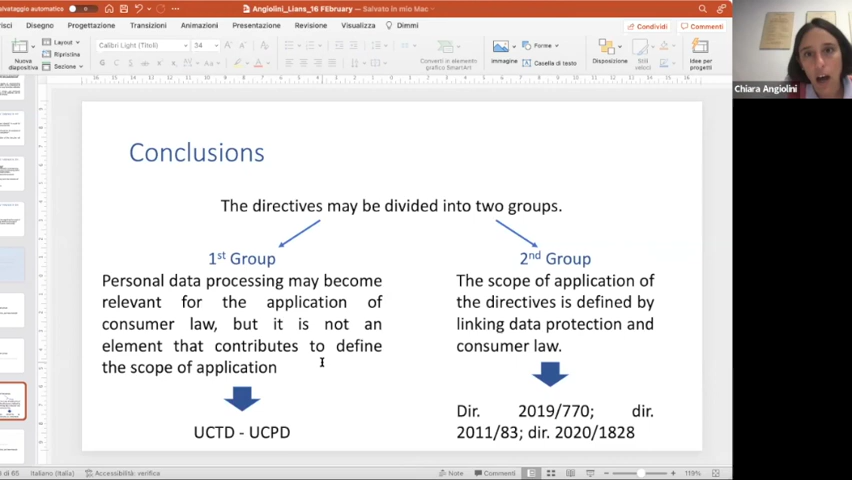 salvataggio automatico
Angiolini_Lians_16 FEbruary - Salvato in mio Mac
Disegno Progettazione Transizioni Animazioni Presentazione Revisione Visualizza Dimmi
Condividi Commenti
Nuova diapositiva
Layout
Ripristina
Sezione
Calibri Light (Titoli) 34
Converti in elemento grafico SmartArt
Immagine
Forme
Casella di testo
Disposizione
Stili veloci
Idee per progetti
Chiara Angiolini
Conclusions
The directives may be divided into two groups.
1st Group
Personal data processing may become
relevant for the application of
consumer law, but it is not an
element that contributes to define
the scope of application
UCTD - UCPD
2nd Group
The scope of application of
the directives is defined by
linking data protection and
consumer law.
Dir. 2019/770; dir.
2011/83; dir. 2020/1828
di 65 Italiano (Italia) Accessibilità: verifica
Note Commenti 119%